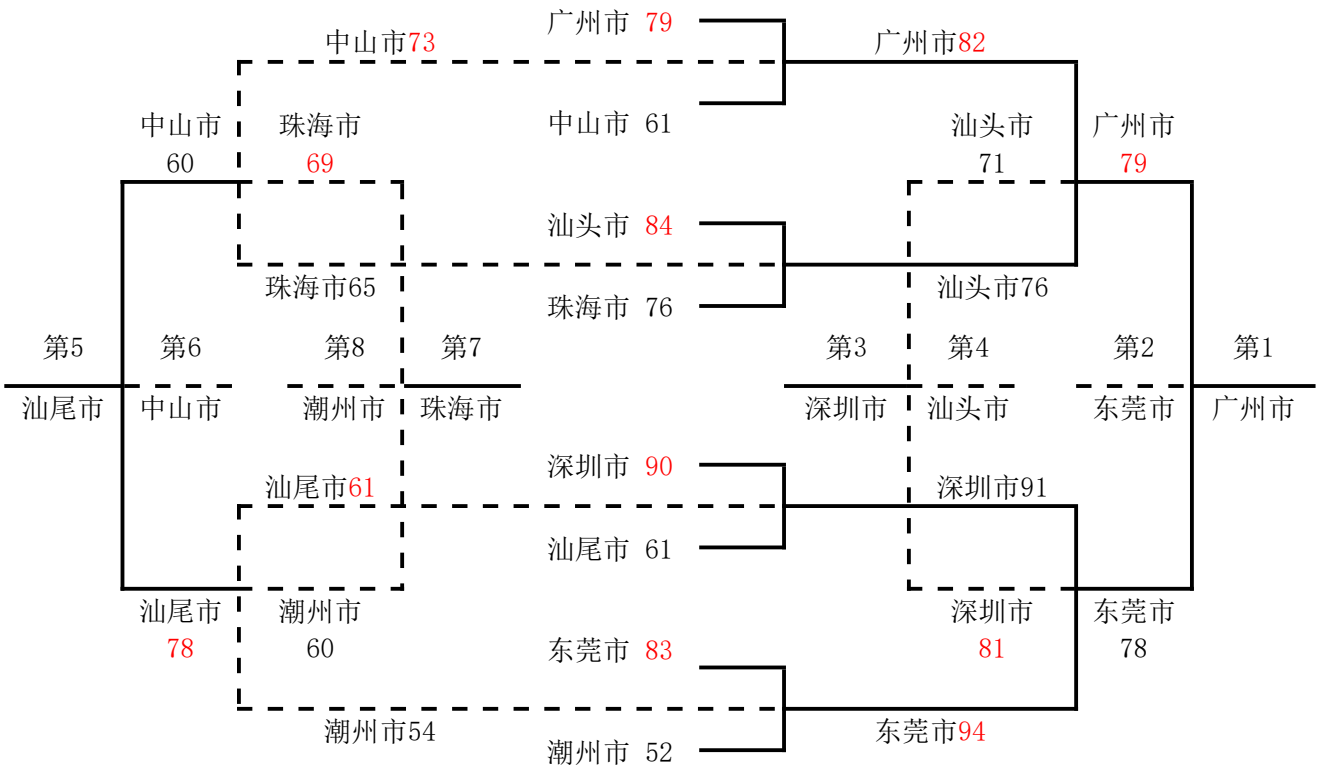 广州市 79
中山市73
广州市82
中山市 61
中山市
60
珠海市
69
汕头市
71
广州市
79
汕头市 84
珠海市65
汕头市76
珠海市 76
第5
第6
第8
第7
第3
第4
第2
第1
汕尾市
中山市
潮州市
珠海市
深圳市
汕头市
东莞市
广州市
深圳市 90
汕尾市61
深圳市91
汕尾市 61
汕尾市
78
潮州市
60
深圳市
81
东莞市
78
东莞市 83
潮州市54
东莞市94
潮州市 52